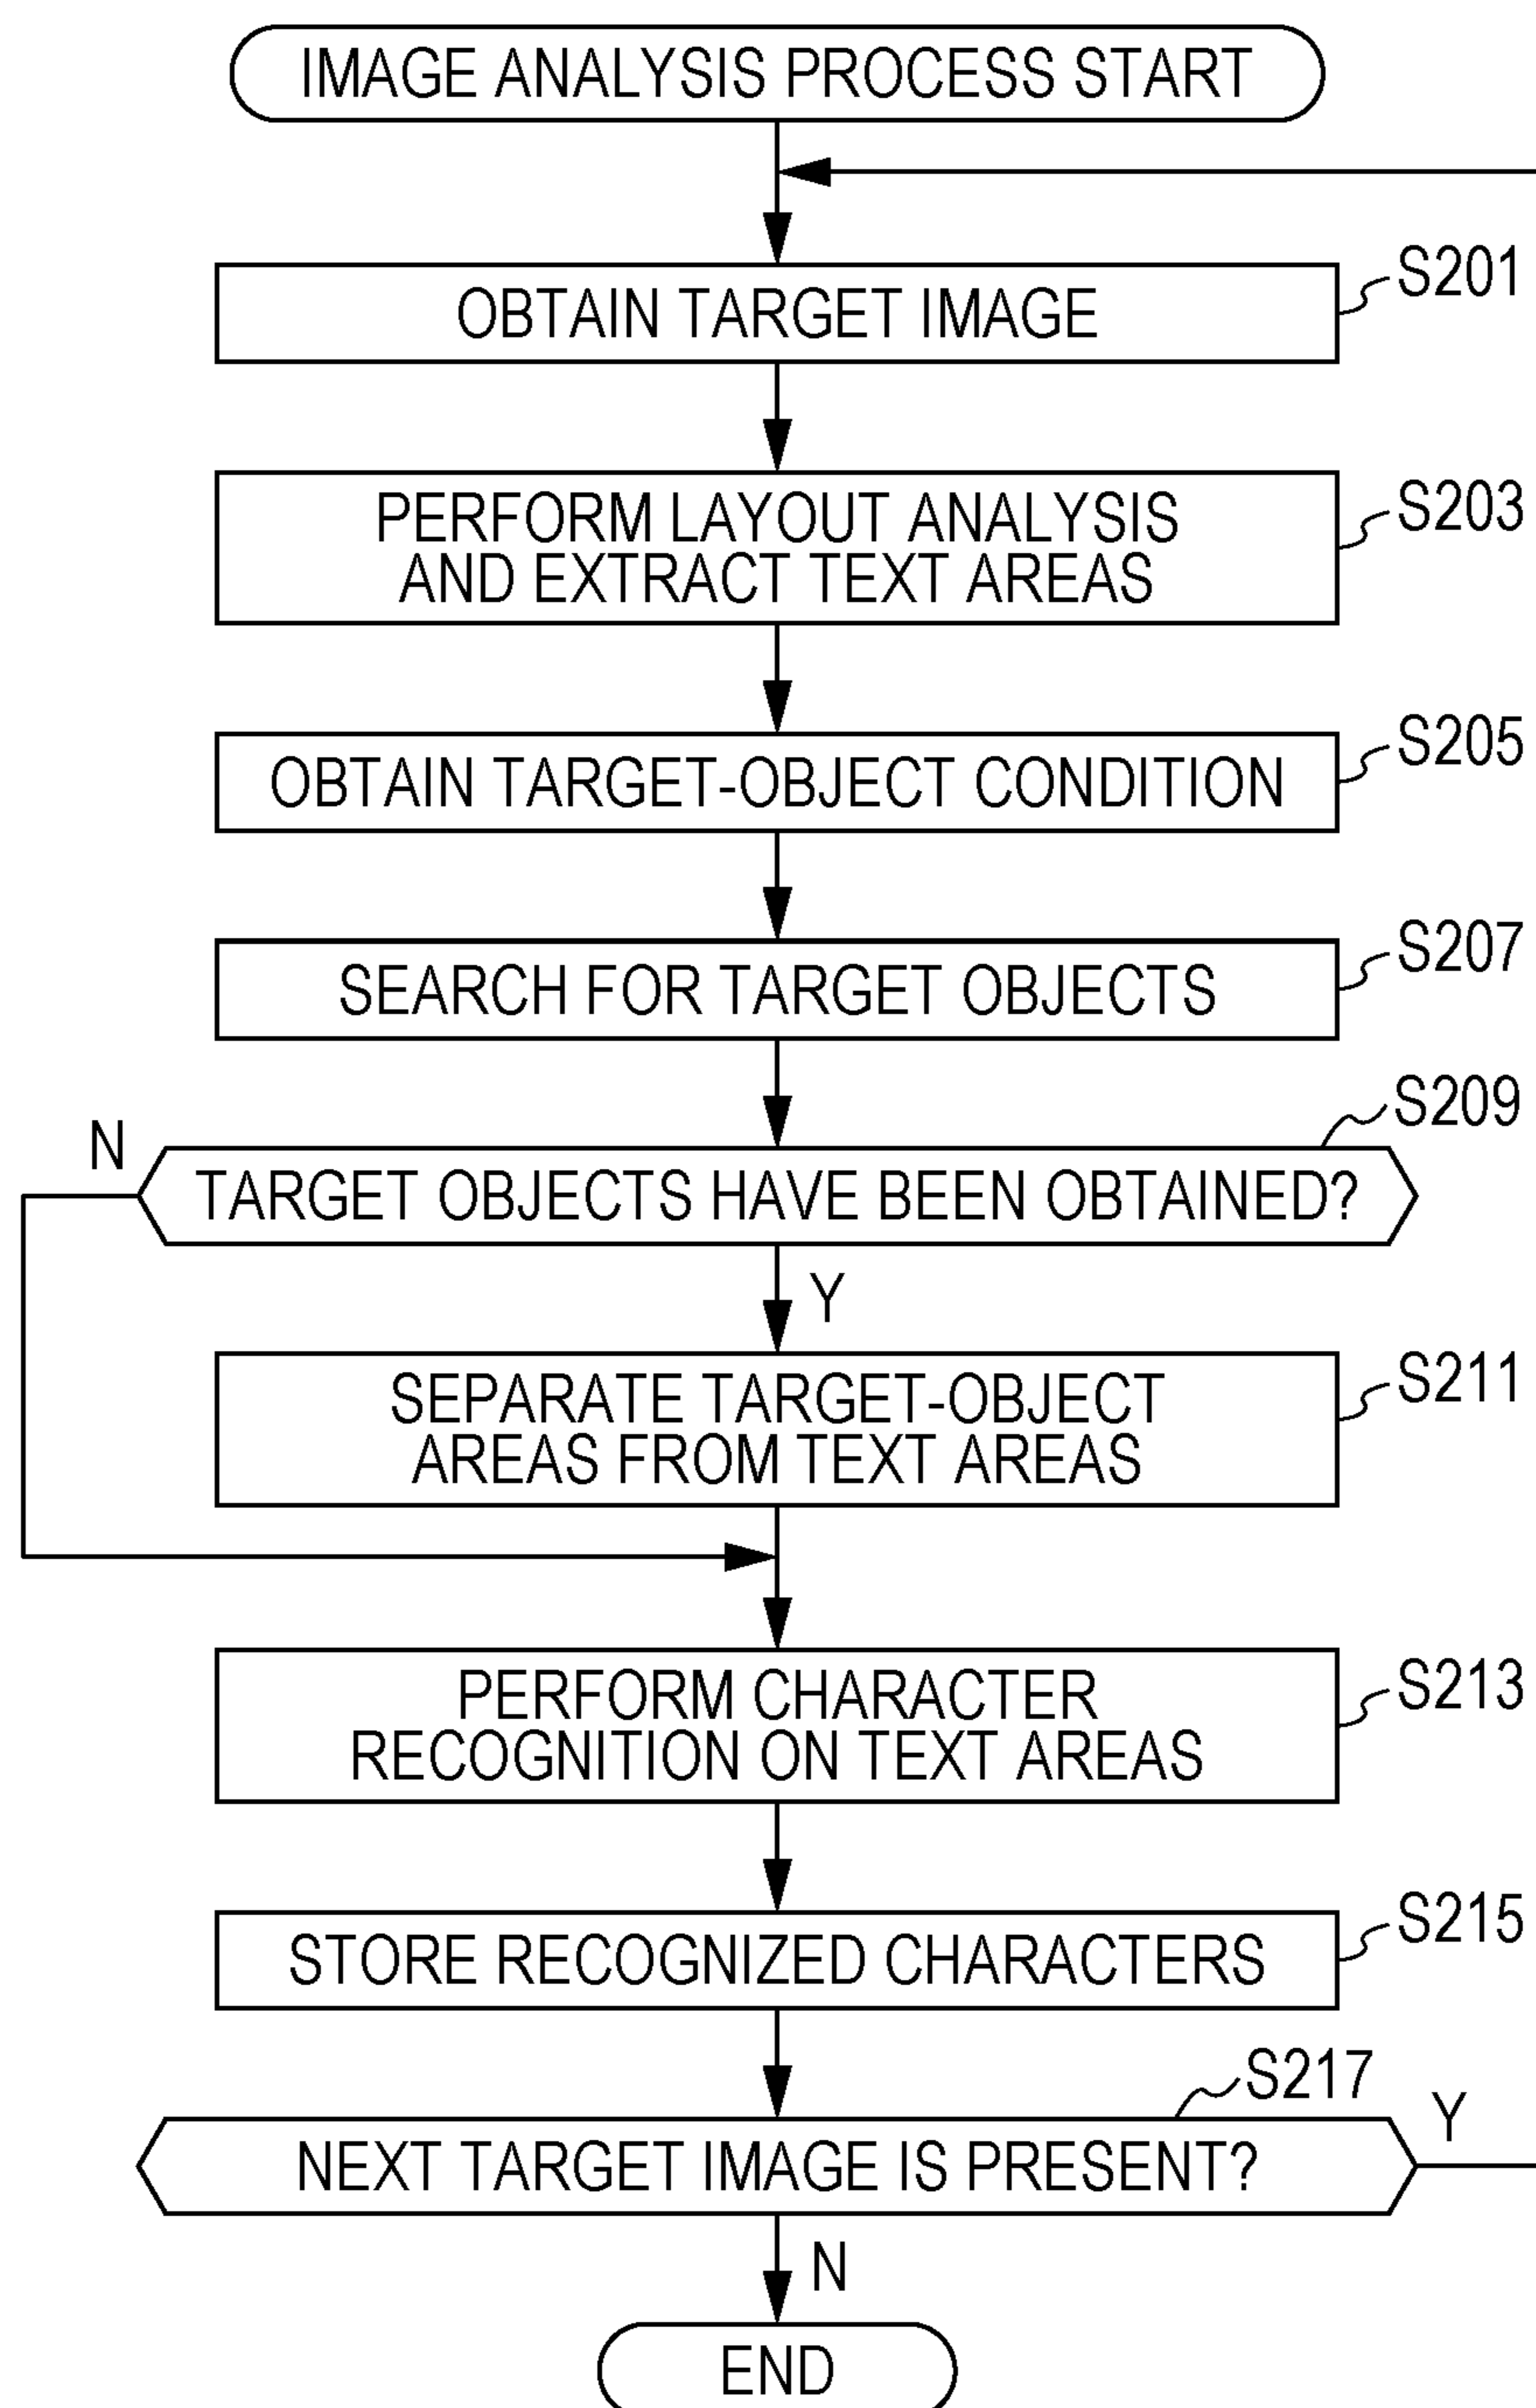 IMAGE ANALYSIS PROCESS START
OBTAIN TARGET IMAGE
S201
PERFORM LAYOUT ANALYSIS
AND EXTRACT TEXT AREAS
S203
OBTAIN TARGET-OBJECT CONDITION
S205
SEARCH FOR TARGET OBJECTS
S207
S209
N
TARGET OBJECTS HAVE BEEN OBTAINED?
Y
SEPARATE TARGET-OBJECT
AREAS FROM TEXT AREAS
S211
PERFORM CHARACTER
RECOGNITION ON TEXT AREAS
S213
STORE RECOGNIZED CHARACTERS
S215
S217
NEXT TARGET IMAGE IS PRESENT?
Y
N
END